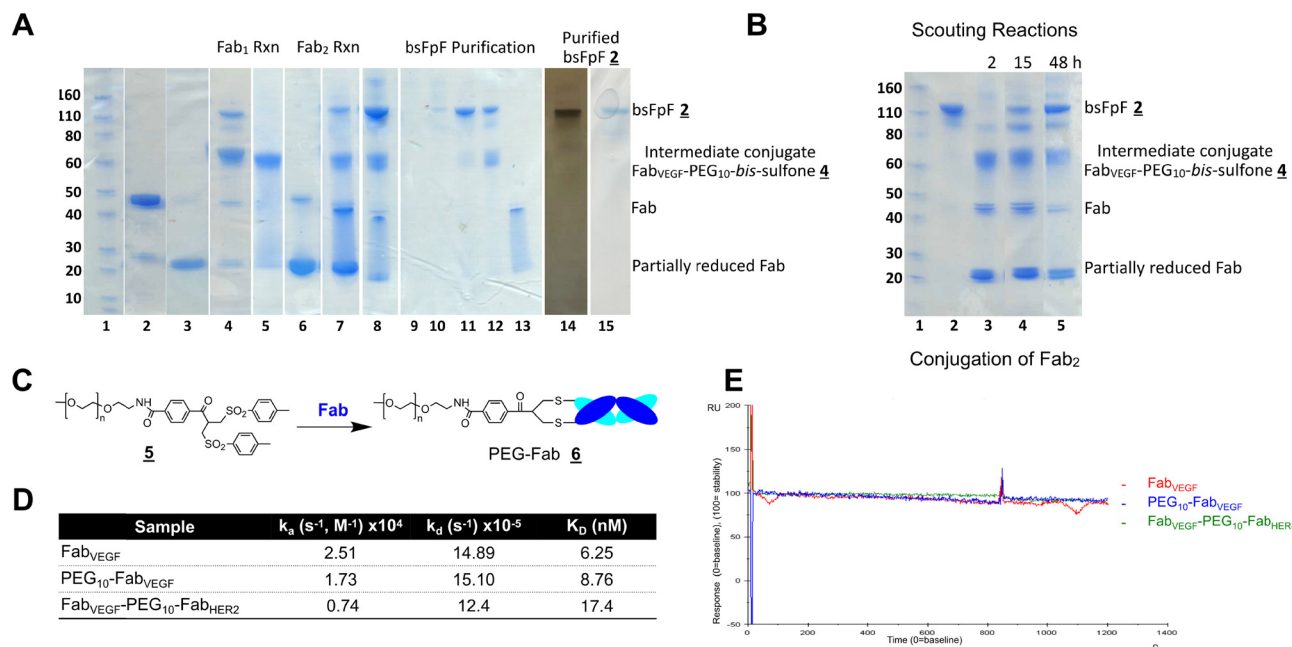 A
Fab1 Rxn Fab2 Rxn bsFpF Purification Purified
bsFpF 2
160
110
80
60
50
40
30
20
10
bsFpF 2
Intermediate conjugate
FabVEGF-PEG10-bis-sulfone 4
Fab
Partially reduced Fab
1 2 3 4 5 6 7 8 9 10 11 12 13 14 15
B
Scouting Reactions
2 15 48 h
160
110
80
60
50
40
30
20
bsFpF 2
Intermediate conjugate
FabVEGF-PEG10-bis-sulfone 4
Fab
Partially reduced Fab
1 2 3 4 5
Conjugation of Fab2
C
O O n NH O O SO2 SO2
5
Fab
O O n NH O O S S
PEG-Fab 6
D
Sample ka (s-1, M-1) x104 kd (s-1) x10-5 KD (nM)
FabVEGF 2.51 14.89 6.25
PEG10-FabVEGF 1.73 15.10 8.76
FabVEGF-PEG10-FabHER2 0.74 12.4 17.4
E
RU
200
150
100
50
0
-50
Response (0=baseline), (100= stability)
0 200 400 600 800 1000 1200 1400
Time (0=baseline)
FabVEGF
PEG10-FabVEGF
FabVEGF-PEG10-FabHER